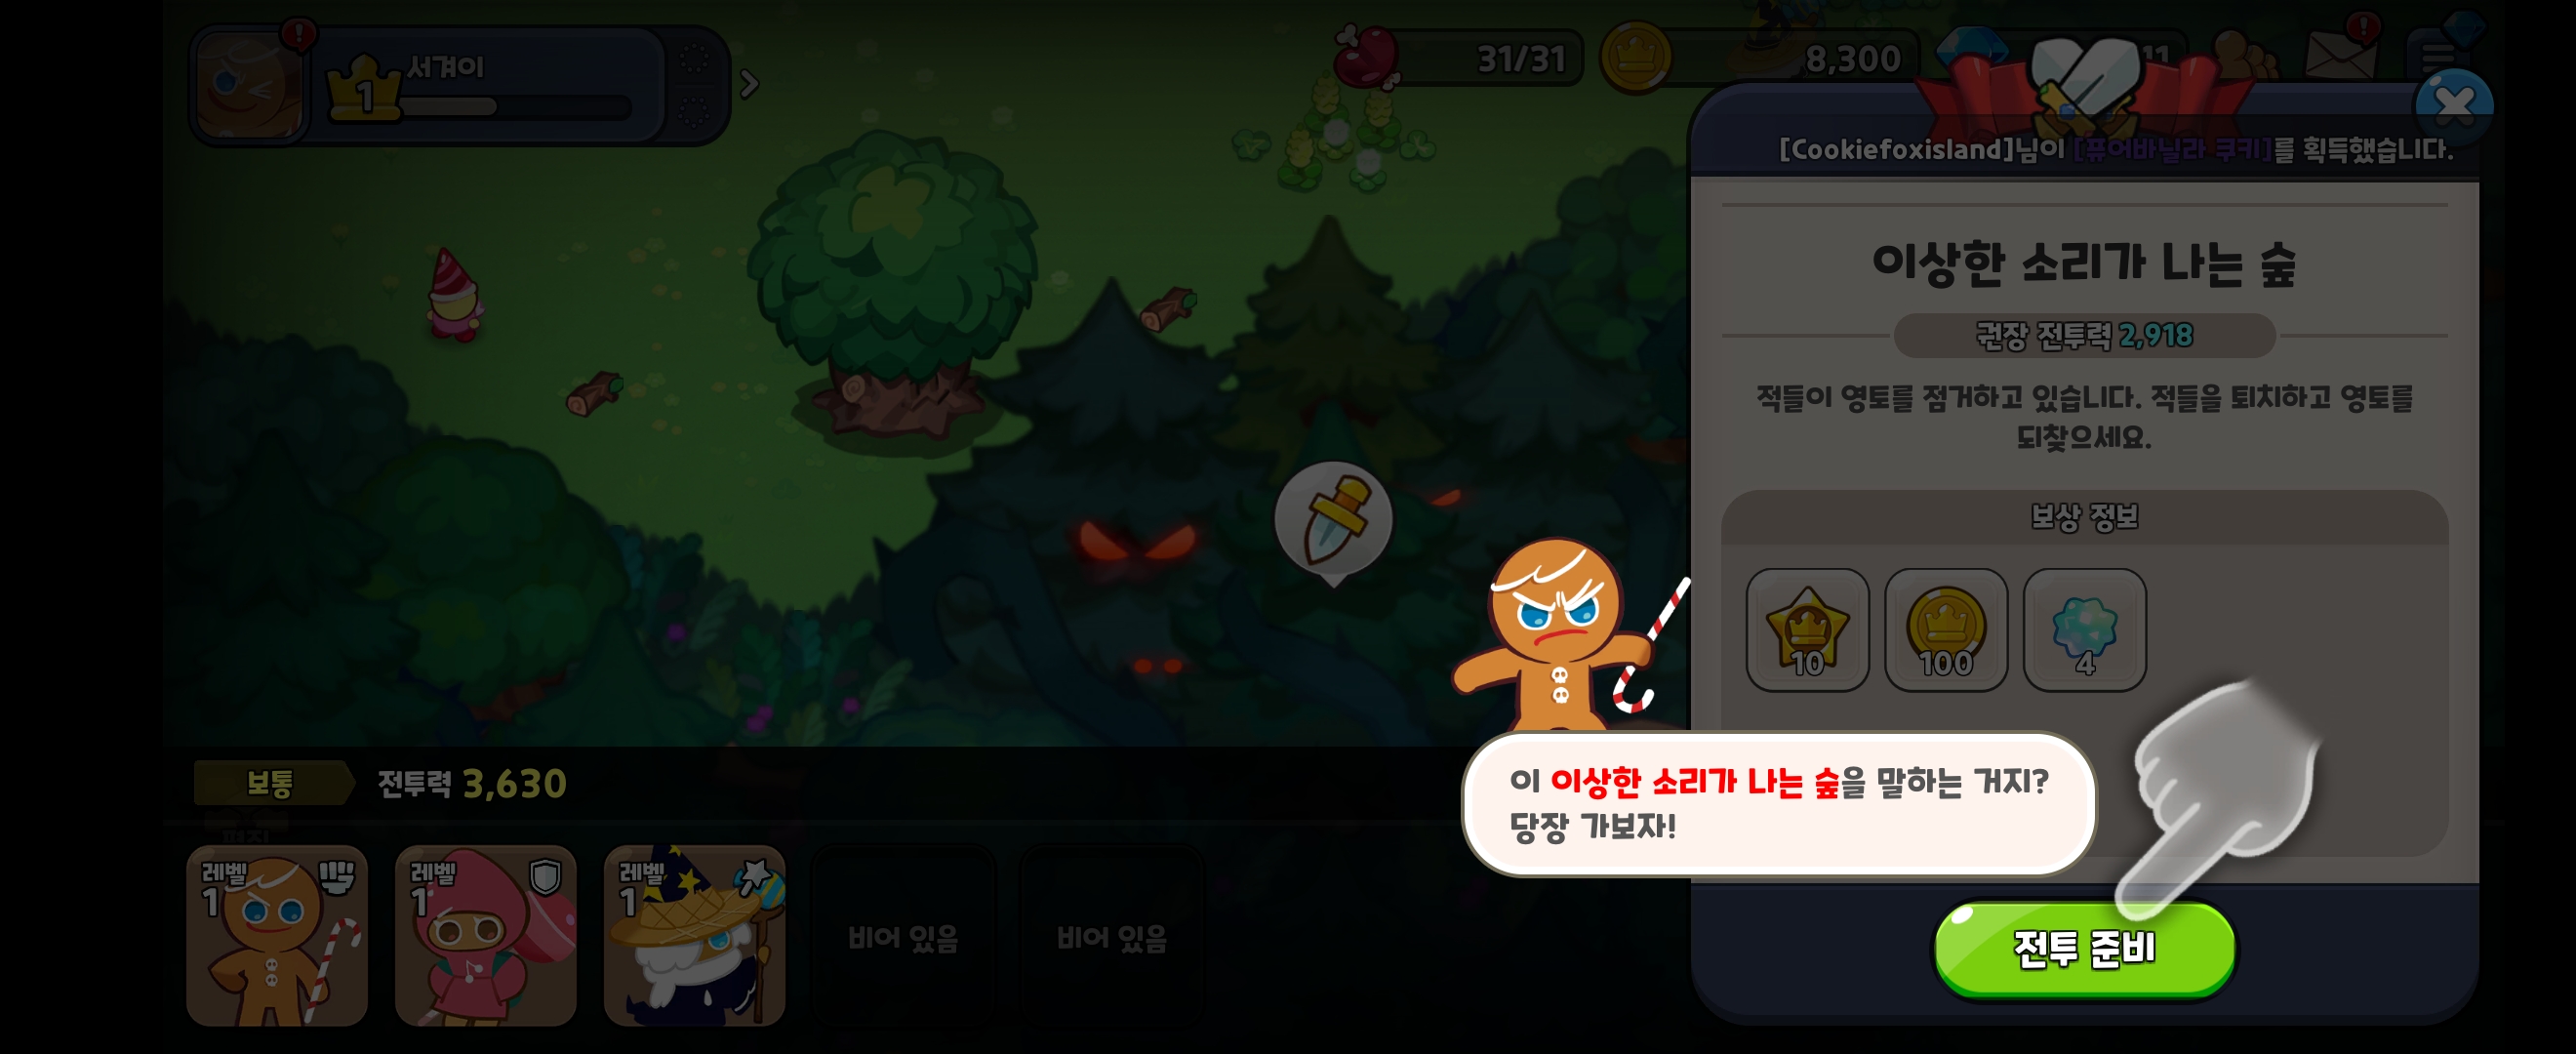 서겨이
1
31/31
8,300
11
[Cookiefoxisland]님이 [퓨어바닐라 쿠키]를 획득했습니다.
이상한 소리가 나는 숲
권장 전투력 2,918
적들이 영토를 점거하고 있습니다. 적들을 퇴치하고 영토를
되찾으세요.
보상 정보
10
100
4
이 이상한 소리가 나는 숲을 말하는 거지?
당장 가보자!
보통
전투력 3,630
편지
레벨
1
레벨
1
레벨
1
비어 있음
비어 있음
전투 준비